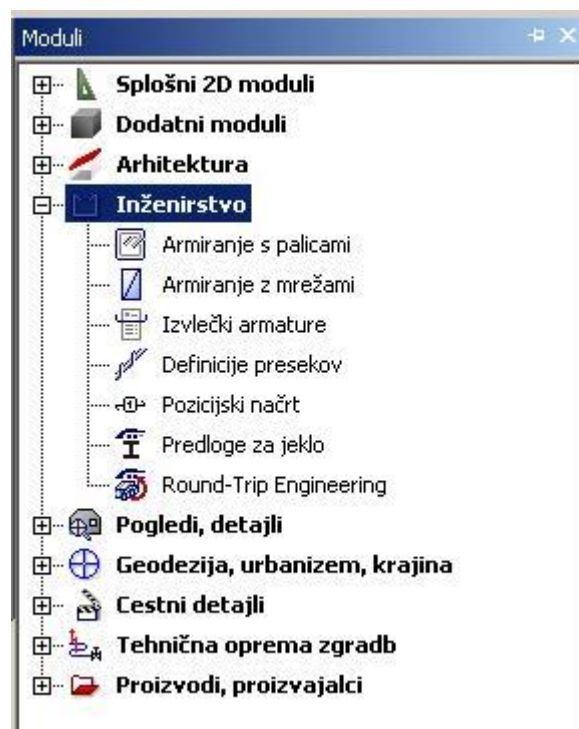 Moduli
Splošni 2D moduli
Dodatni moduli
Arhitektura
Inženirstvo
Armiranje s palicami
Armiranje z mrežami
Izvlečki armature
Definicije presekov
Pozicijski načrt
Predloge za jeklo
Round-Trip Engineering
Pogledi, detajli
Geodezija, urbanizem, krajina
Cestni detajli
Tehnična oprema zgradb
Proizvodi, proizvajalci